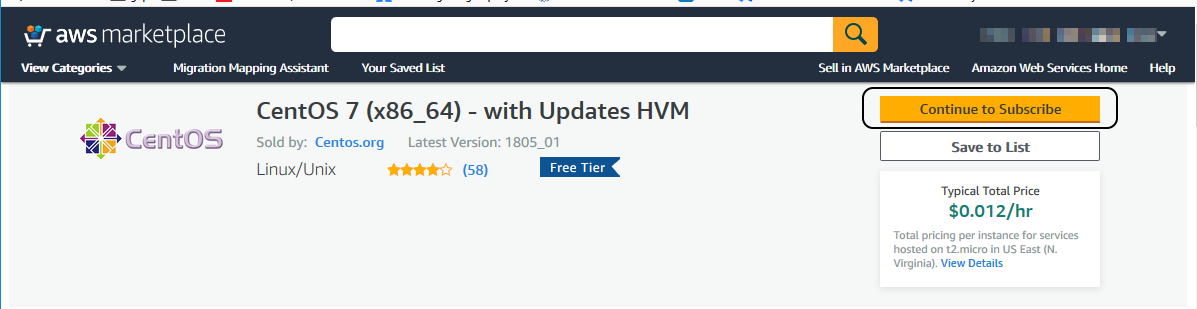 aws marketplace
View Categories Migration Mapping Assistant Your Saved List Sell in AWS Marketplace Amazon Web Services Home Help
CentOS
CentOS 7 (x86_64) - with Updates HVM
Sold by: Centos.org Latest Version: 1805_01
Linux/Unix (58) Free Tier
Continue to Subscribe
Save to List
Typical Total Price
$0.012/hr
Total pricing per instance for services
hosted on t2.micro in US East (N.
Virginia). View Details